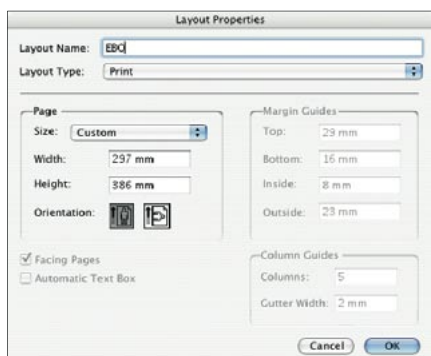 Layout Properties
Layout Name: EBO
Layout Type: Print
Page
Size: Custom
Width: 297 mm
Height: 386 mm
Orientation:
Facing Pages
Automatic Text Box
Margin Guides
Top: 29 mm
Bottom: 16 mm
Inside: 8 mm
Outside: 23 mm
Column Guides
Columns: 5
Gutter Width: 2 mm
Cancel OK